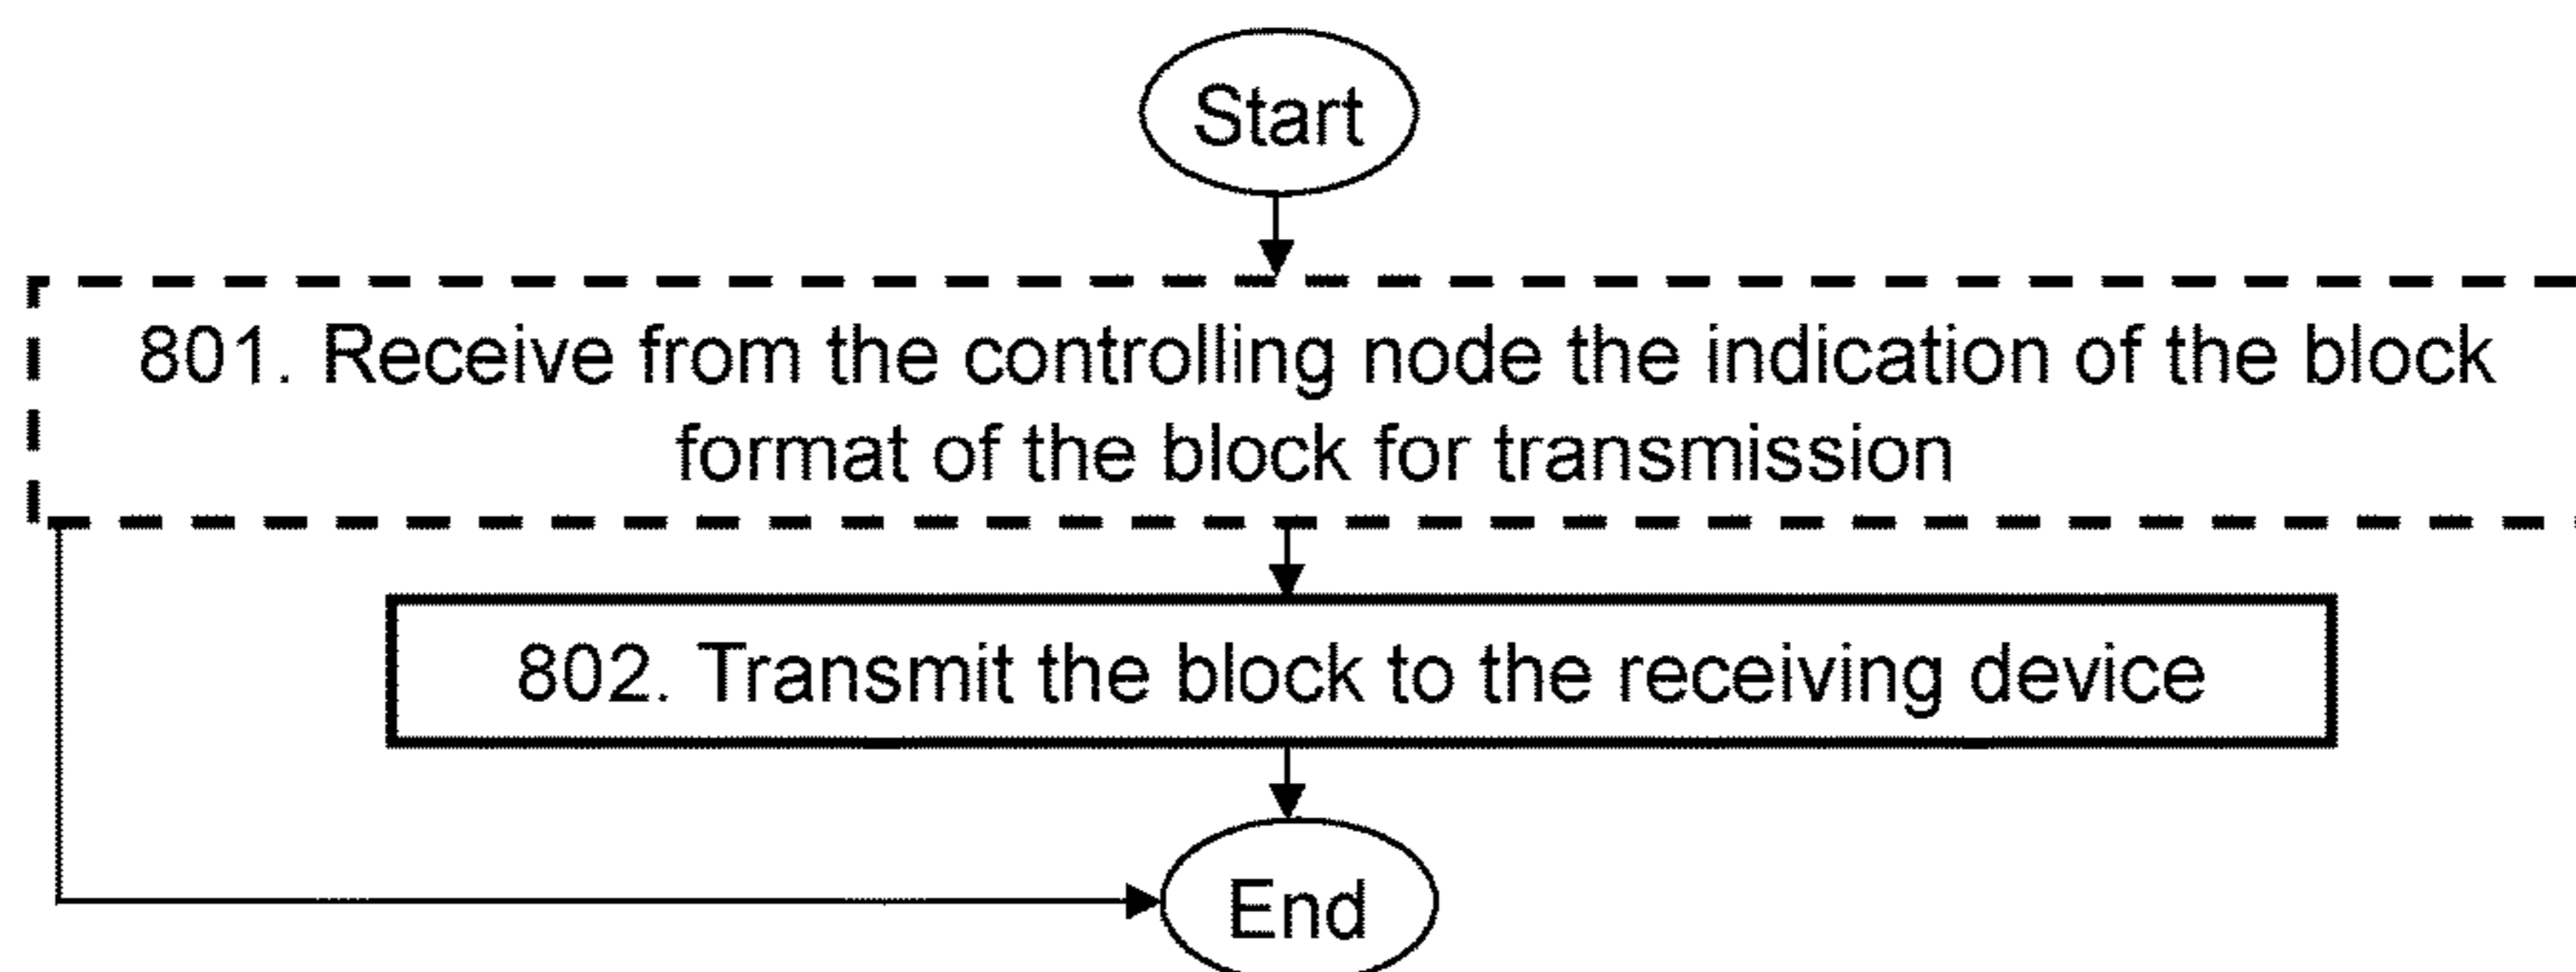 Start
801. Receive from the controlling node the indication of the block
format of the block for transmission
802. Transmit the block to the receiving device
End